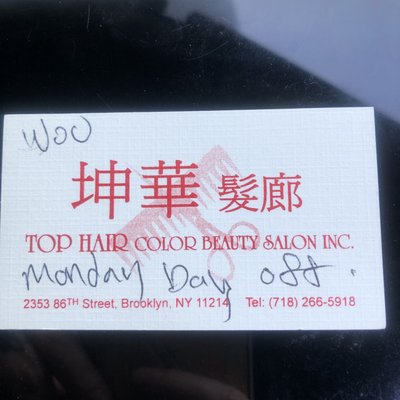 WOO
坤華 髮廊
TOP HAIR COLOR BEAUTY SALON INC.
Monday Day off.
2353 86TH Street, Brooklyn, NY 11214 Tel: (718) 266-5918